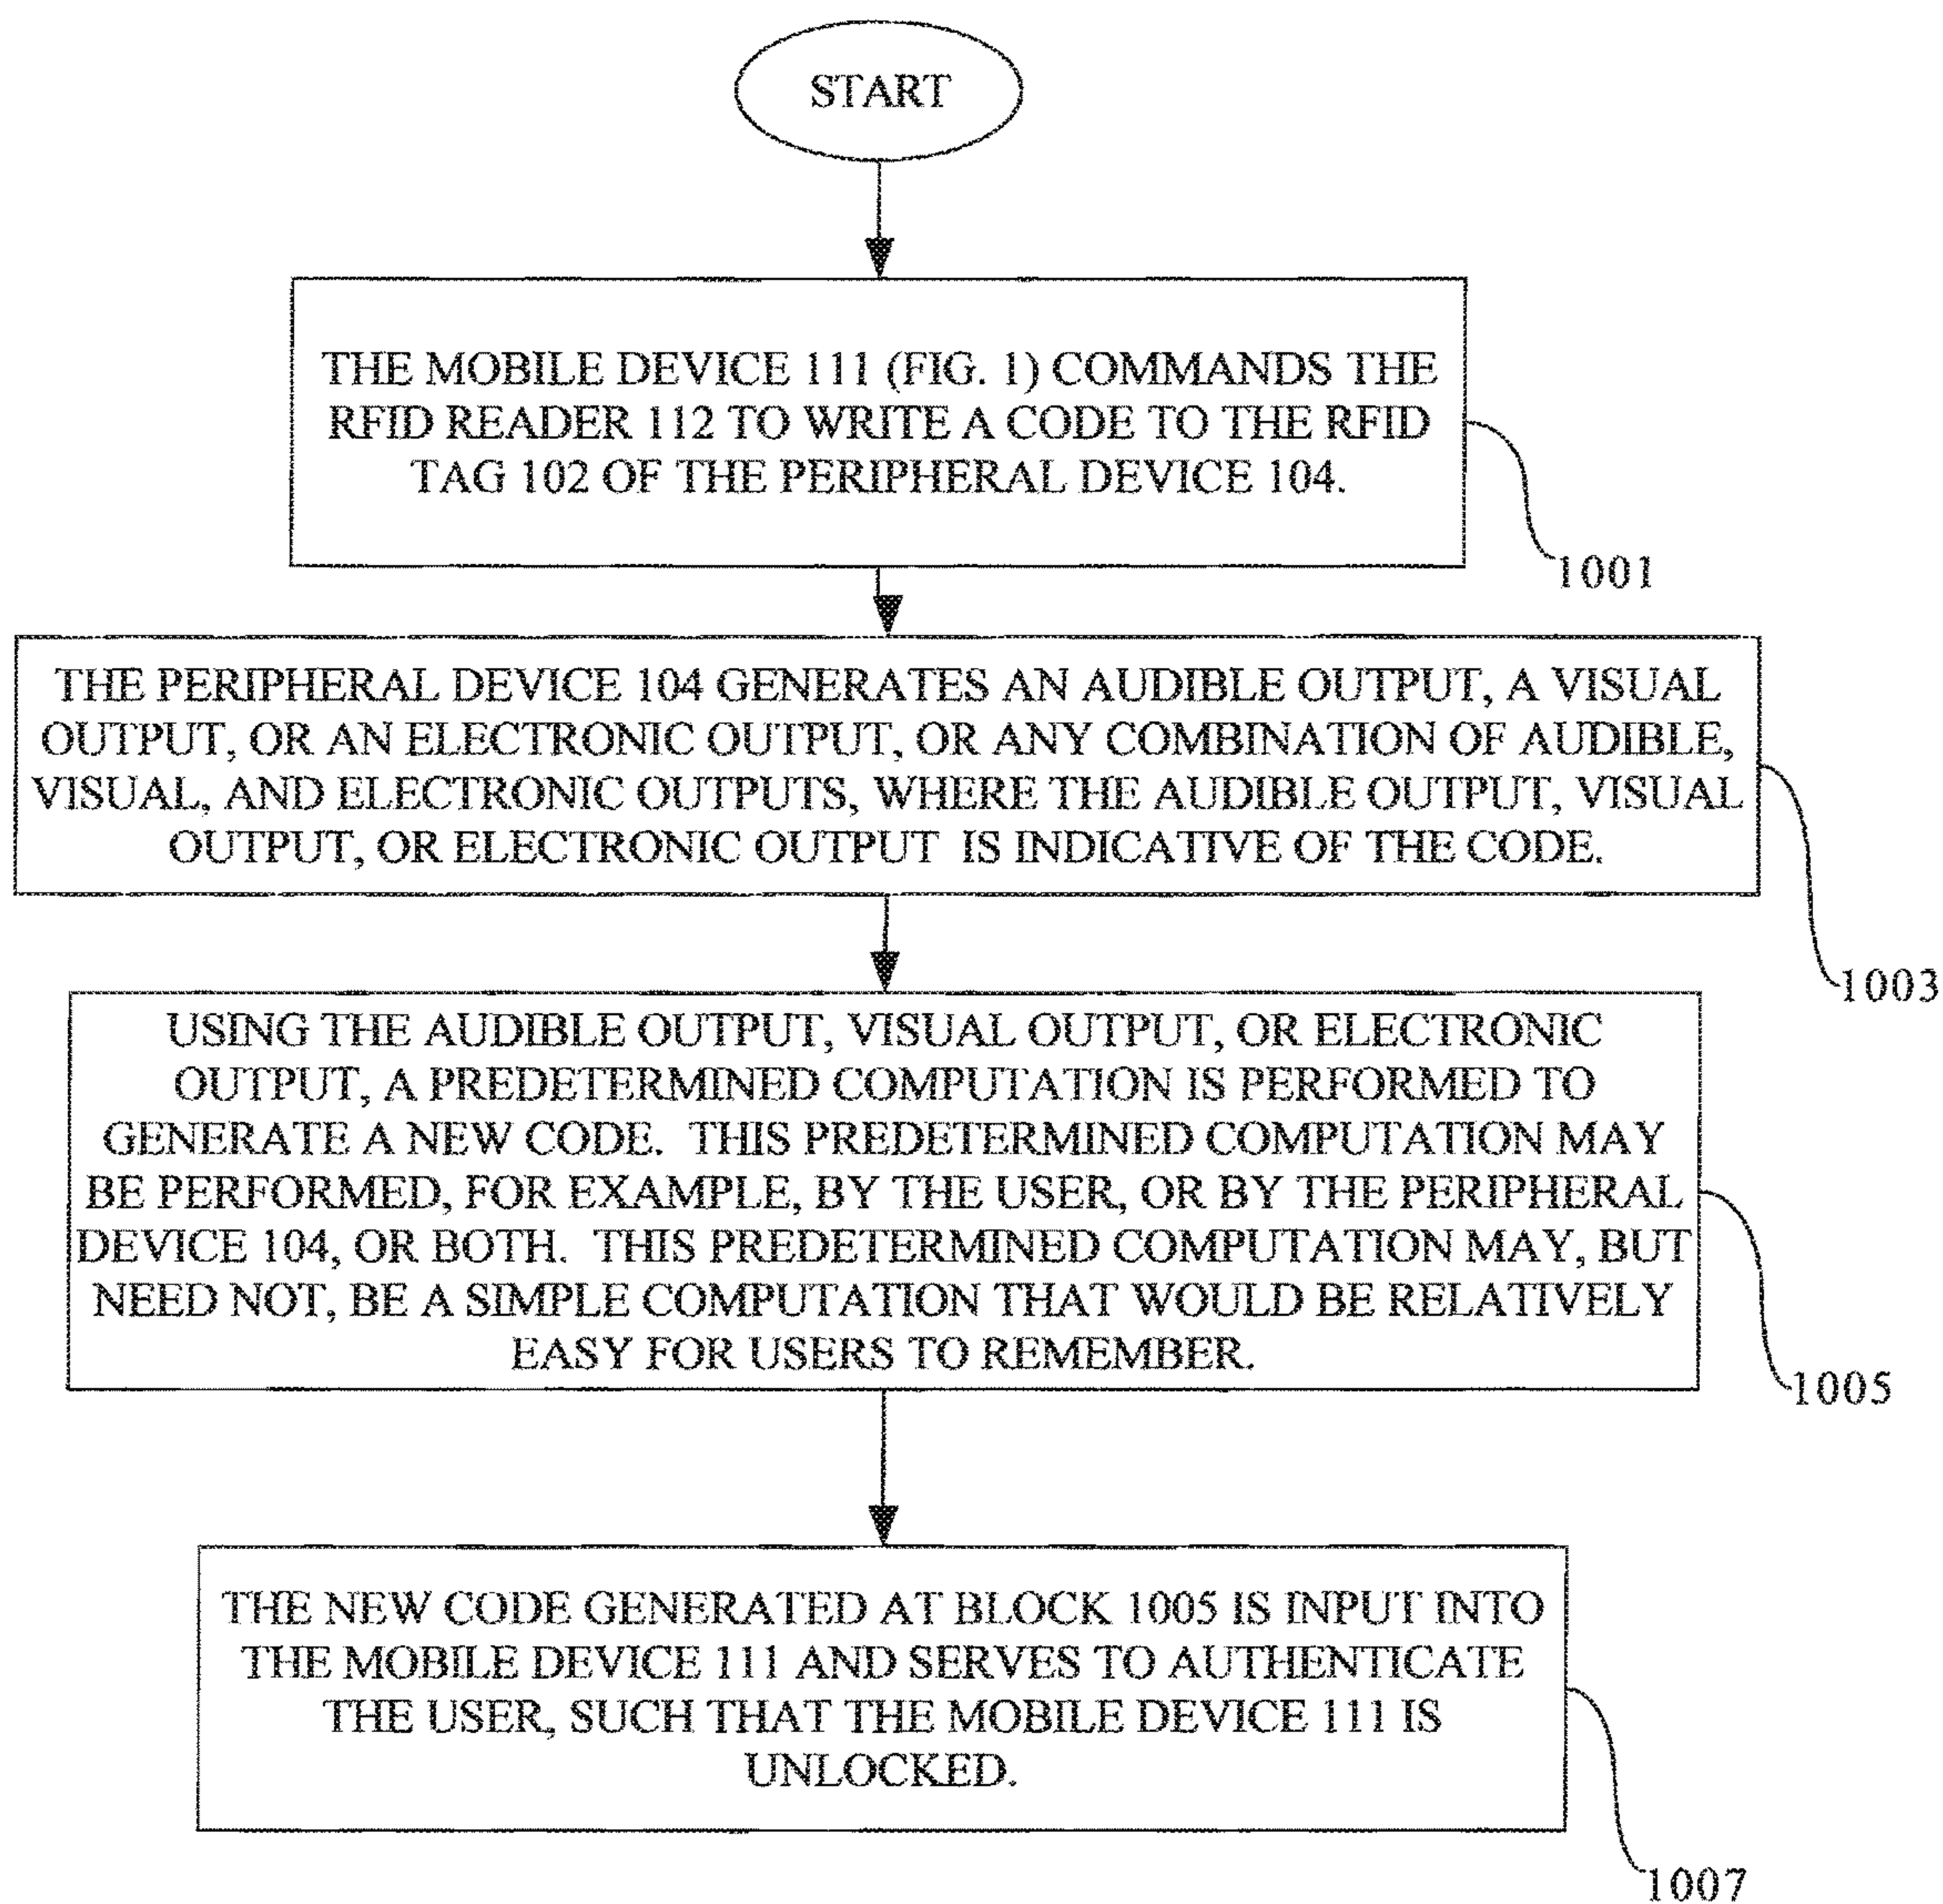 START
THE MOBILE DEVICE 111 (FIG. 1) COMMANDS THE
RFID READER 112 TO WRITE A CODE TO THE RFID
TAG 102 OF THE PERIPHERAL DEVICE 104.
1001
THE PERIPHERAL DEVICE 104 GENERATES AN AUDIBLE OUTPUT, A VISUAL
OUTPUT, OR AN ELECTRONIC OUTPUT, OR ANY COMBINATION OF AUDIBLE,
VISUAL, AND ELECTRONIC OUTPUTS, WHERE THE AUDIBLE OUTPUT, VISUAL
OUTPUT, OR ELECTRONIC OUTPUT IS INDICATIVE OF THE CODE.
1003
USING THE AUDIBLE OUTPUT, VISUAL OUTPUT, OR ELECTRONIC
OUTPUT, A PREDETERMINED COMPUTATION IS PERFORMED TO
GENERATE A NEW CODE. THIS PREDETERMINED COMPUTATION MAY
BE PERFORMED, FOR EXAMPLE, BY THE USER, OR BY THE PERIPHERAL
DEVICE 104, OR BOTH. THIS PREDETERMINED COMPUTATION MAY, BUT
NEED NOT, BE A SIMPLE COMPUTATION THAT WOULD BE RELATIVELY
EASY FOR USERS TO REMEMBER.
1005
THE NEW CODE GENERATED AT BLOCK 1005 IS INPUT INTO
THE MOBILE DEVICE 111 AND SERVES TO AUTHENTICATE
THE USER, SUCH THAT THE MOBILE DEVICE 111 IS
UNLOCKED.
1007